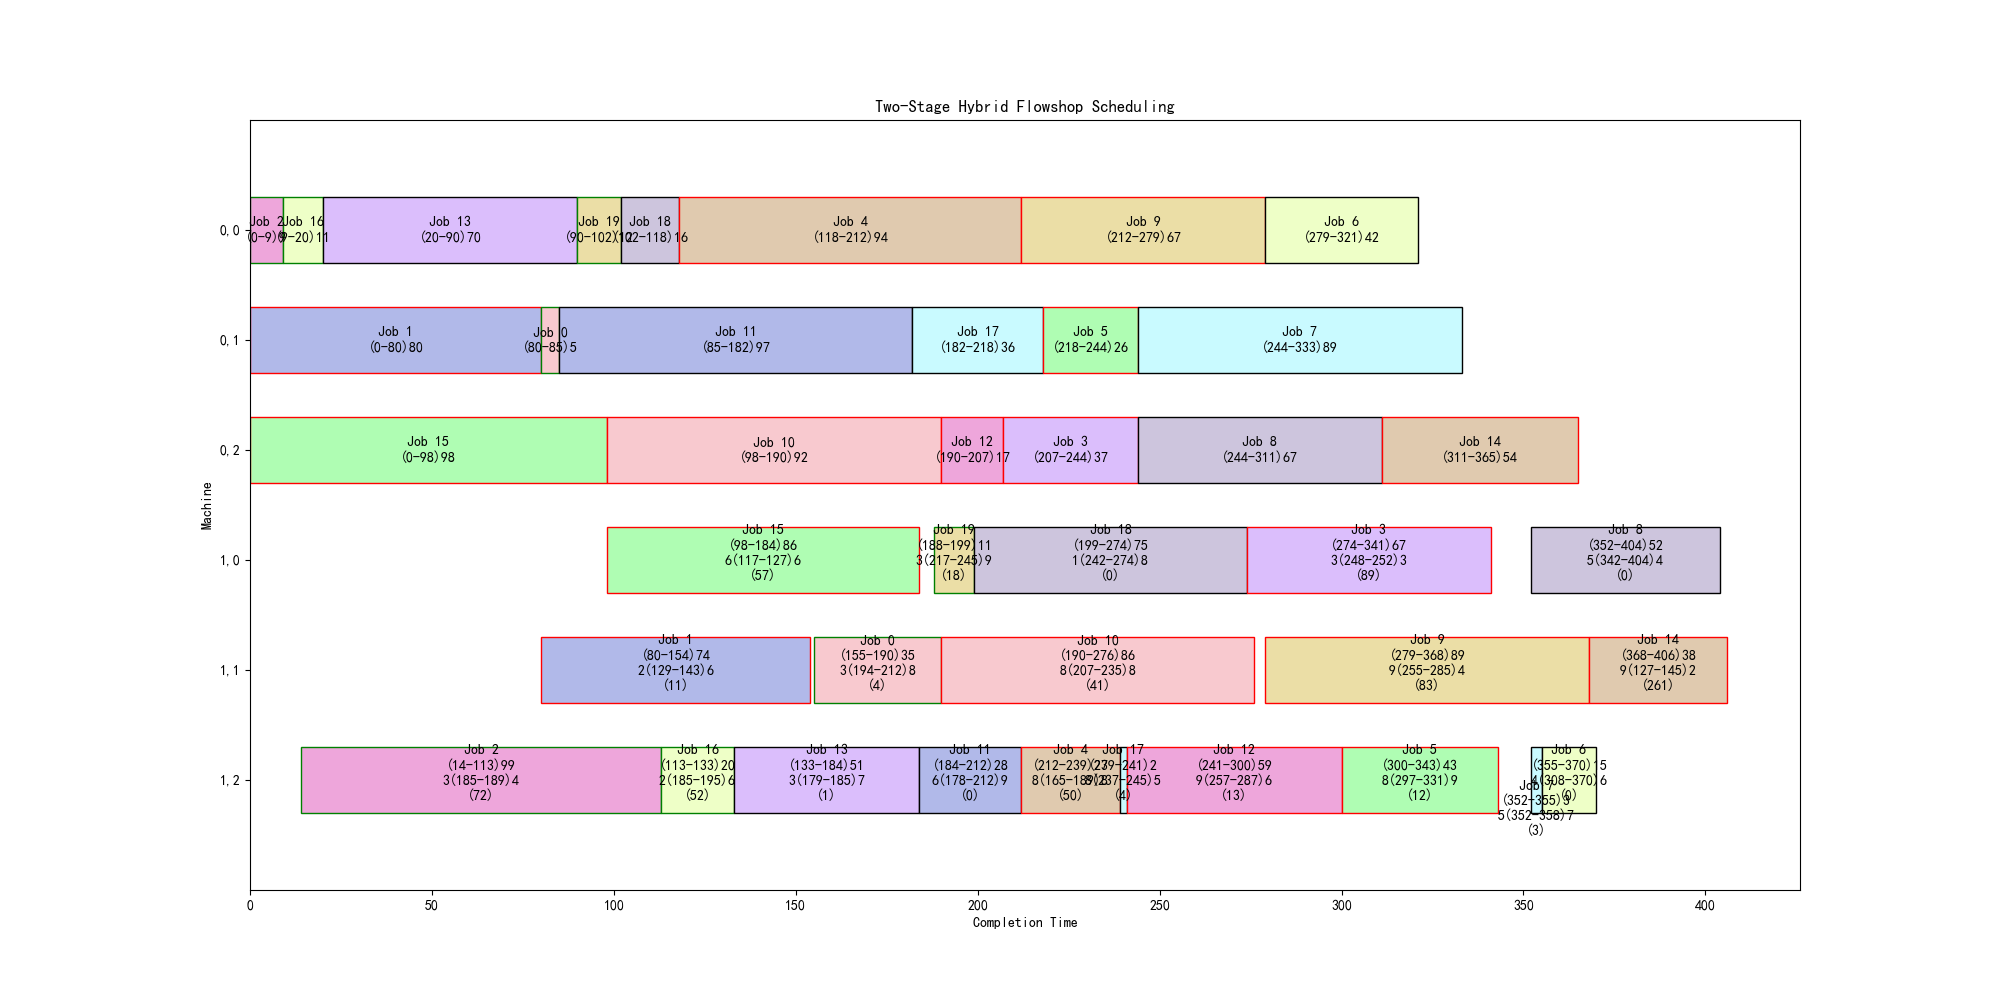 Two-Stage Hybrid Flowshop Scheduling
Machine
0,0
Job 2
(0-9)9
Job 16
(9-20)11
Job 13
(20-90)70
Job 19
(90-102)12
Job 18
(102-118)16
Job 4
(118-212)94
Job 9
(212-279)67
Job 6
(279-321)42
0,1
Job 1
(0-80)80
Job 0
(80-85)5
Job 11
(85-182)97
Job 17
(182-218)36
Job 5
(218-244)26
Job 7
(244-333)89
0,2
Job 15
(0-98)98
Job 10
(98-190)92
Job 12
(190-207)17
Job 3
(207-244)37
Job 8
(244-311)67
Job 14
(311-365)54
1,0
Job 15
(98-184)86
6(117-127)6
(57)
Job 19
(188-199)11
3(217-245)9
(18)
Job 18
(199-274)75
1(242-274)8
(0)
Job 3
(274-341)67
3(248-252)3
(89)
Job 8
(352-404)52
5(342-404)4
(0)
1,1
Job 1
(80-154)74
2(129-143)6
(11)
Job 0
(155-190)35
3(194-212)8
(4)
Job 10
(190-276)86
8(207-235)8
(41)
Job 9
(279-368)89
9(255-285)4
(83)
Job 14
(368-406)38
9(127-145)2
(261)
1,2
Job 2
(14-113)99
3(185-189)4
(72)
Job 16
(113-133)20
2(185-195)6
(52)
Job 13
(133-184)51
3(179-185)7
(1)
Job 11
(184-212)28
6(178-212)9
(0)
Job 4
(212-239)27
(50)
Job 17
(239-241)2
(4)
Job 12
(241-300)59
9(257-287)6
(13)
Job 5
(300-343)43
8(297-331)9
(12)
Job 7
(352-355)3
5(352-358)7
(3)
Job 6
(355-370)15
4(308-370)6
(0)
0 50 100 150 200 250 300 350 400
Completion Time